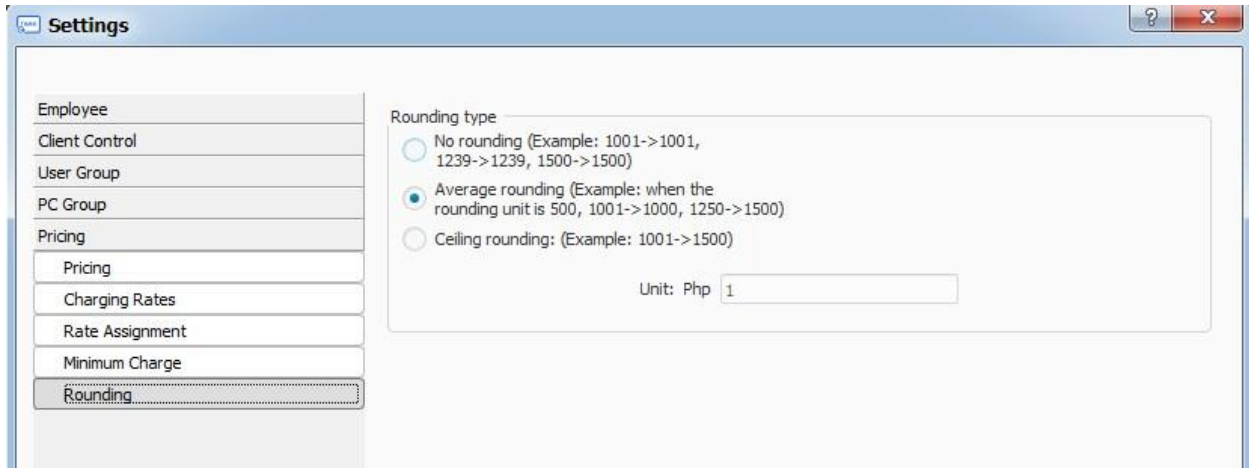 Settings
Employee
Client Control
User Group
PC Group
Pricing
Pricing
Charging Rates
Rate Assignment
Minimum Charge
Rounding
Rounding type
No rounding (Example: 1001->1001,
1239->1239, 1500->1500)
Average rounding (Example: when the
rounding unit is 500, 1001->1000, 1250->1500)
Ceiling rounding: (Example: 1001->1500)
Unit: Php 1